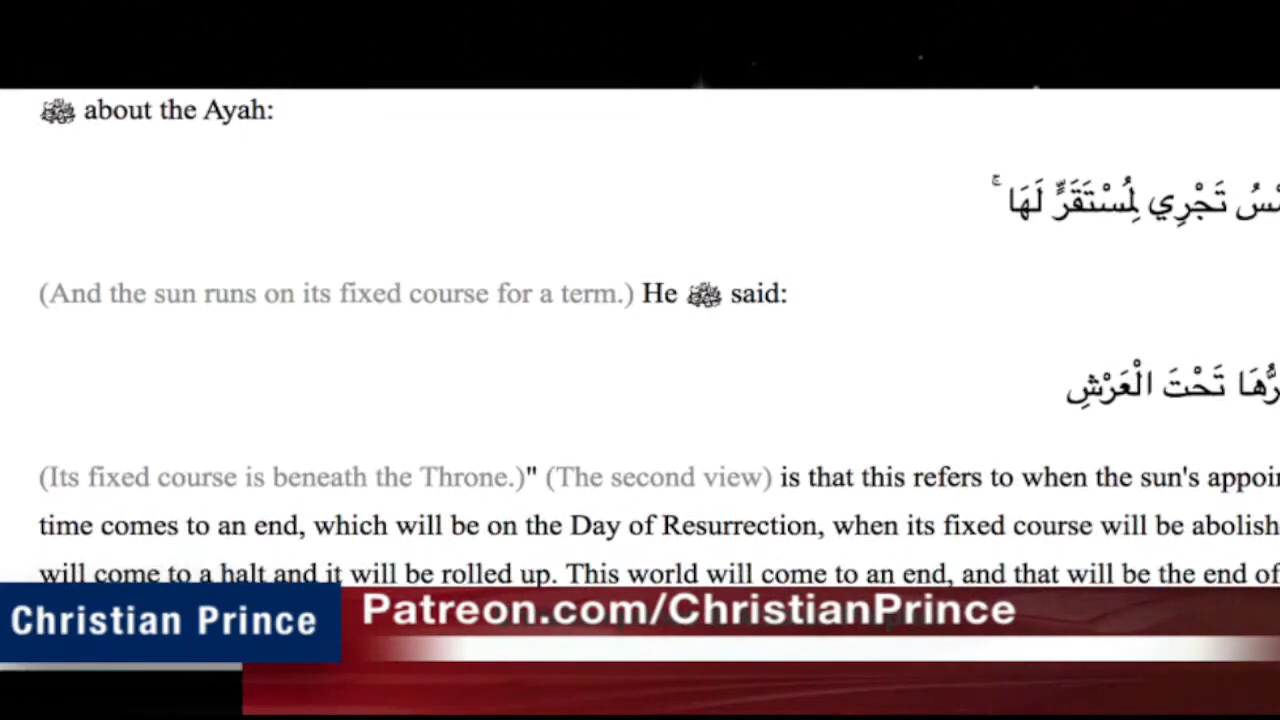 ﷺ about the Ayah:
تَجْرِي لِمُسْتَقَرٍّ لَهَا ۚ
(And the sun runs on its fixed course for a term.) He ﷺ said:
تَحْتَ الْعَرْشِ
(Its fixed course is beneath the Throne.)" (The second view) is that this refers to when the sun's
time comes to an end, which will be on the Day of Resurrection, when its fixed course will be
will come to a halt and it will be rolled up. This world will come to an end, and that will be the end of
Christian Prince
Patreon.com/ChristianPrince